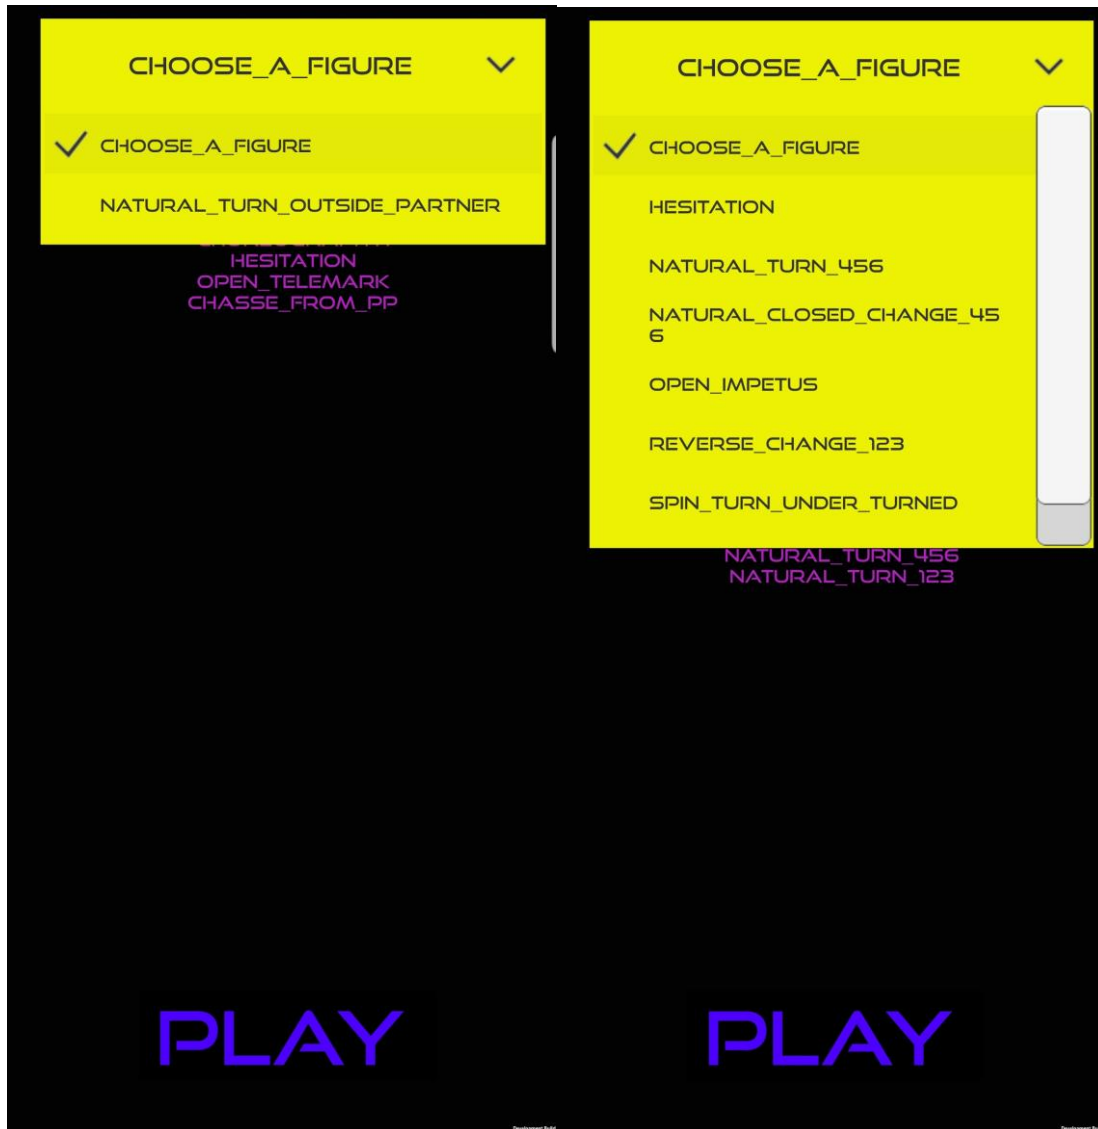 CHOOSE_A_FIGURE
CHOOSE_A_FIGURE
NATURAL_TURN_OUTSIDE_PARTNER
HESITATION
OPEN_TELEMARK
CHASSE_FROM_PP
PLAY
CHOOSE_A_FIGURE
CHOOSE_A_FIGURE
HESITATION
NATURAL_TURN_456
NATURAL_CLOSED_CHANGE_45
6
OPEN_IMPETUS
REVERSE_CHANGE_123
SPIN_TURN_UNDER_TURNED
NATURAL_TURN_456
NATURAL_TURN_123
PLAY